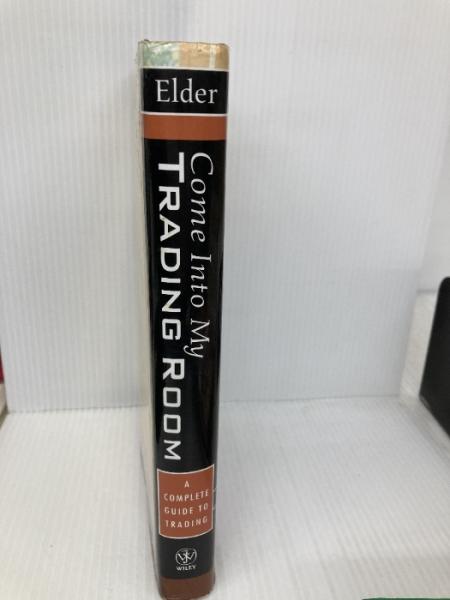 Elder
Come Into My
TRADING ROOM
A
COMPLETE
GUIDE TO
TRADING
WILEY